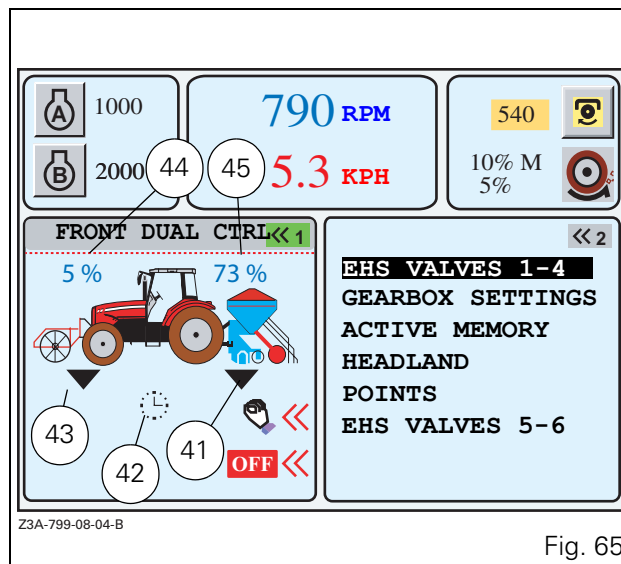 A 1000
B 2000
790 RPM
5.3 KPH
540
10% M
5%
44
45
FRONT DUAL CTRL
1
5 %
73 %
43
42
41
OFF
2
EHS VALVES 1-4
GEARBOX SETTINGS
ACTIVE MEMORY
HEADLAND
POINTS
EHS VALVES 5-6
Z3A-799-08-04-B
Fig. 65